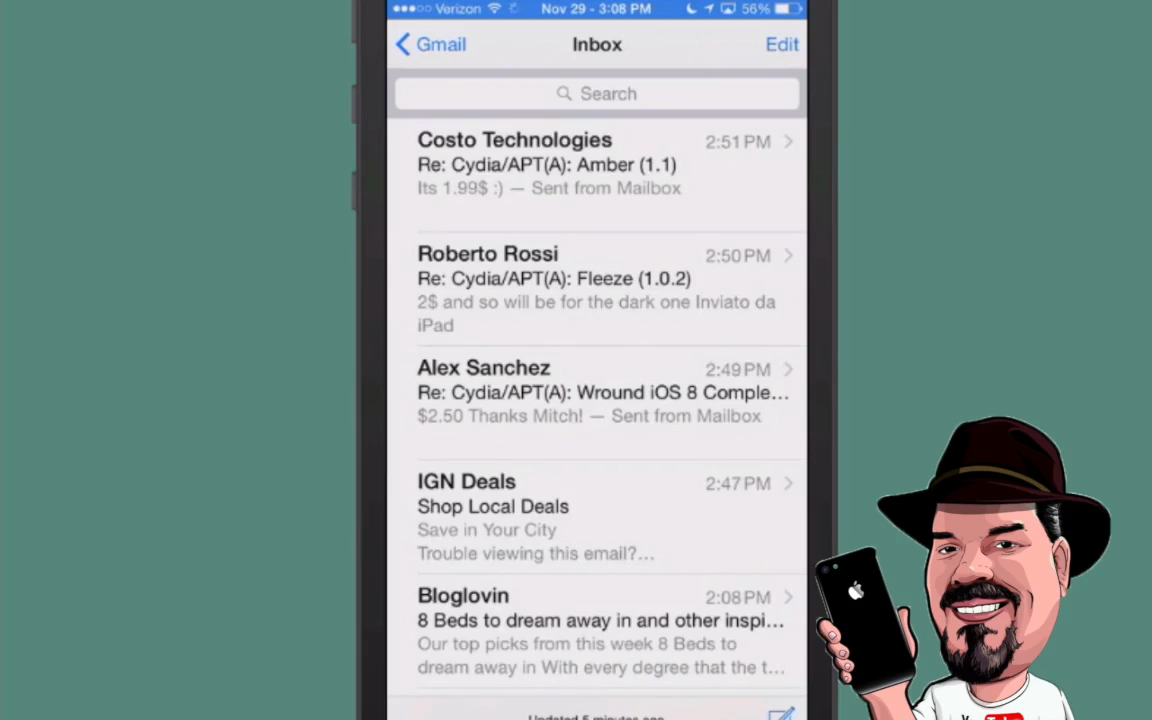 Verizon Nov 29 - 3:08 PM 56%
Gmail Inbox Edit
Search
Costo Technologies 2:51 PM
Re: Cydia/APT(A): Amber (1.1)
Its 1.99$ :) — Sent from Mailbox
Roberto Rossi 2:50 PM
Re: Cydia/APT(A): Fleeze (1.0.2)
2$ and so will be for the dark one Inviato da
iPad
Alex Sanchez 2:49 PM
Re: Cydia/APT(A): Wround iOS 8 Comple...
$2.50 Thanks Mitch! — Sent from Mailbox
IGN Deals 2:47 PM
Shop Local Deals
Save in Your City
Trouble viewing this email?...
Bloglovin 2:08 PM
8 Beds to dream away in and other inspi...
Our top picks from this week 8 Beds to
dream away in With every degree that the t...
Updated 5 minutes ago